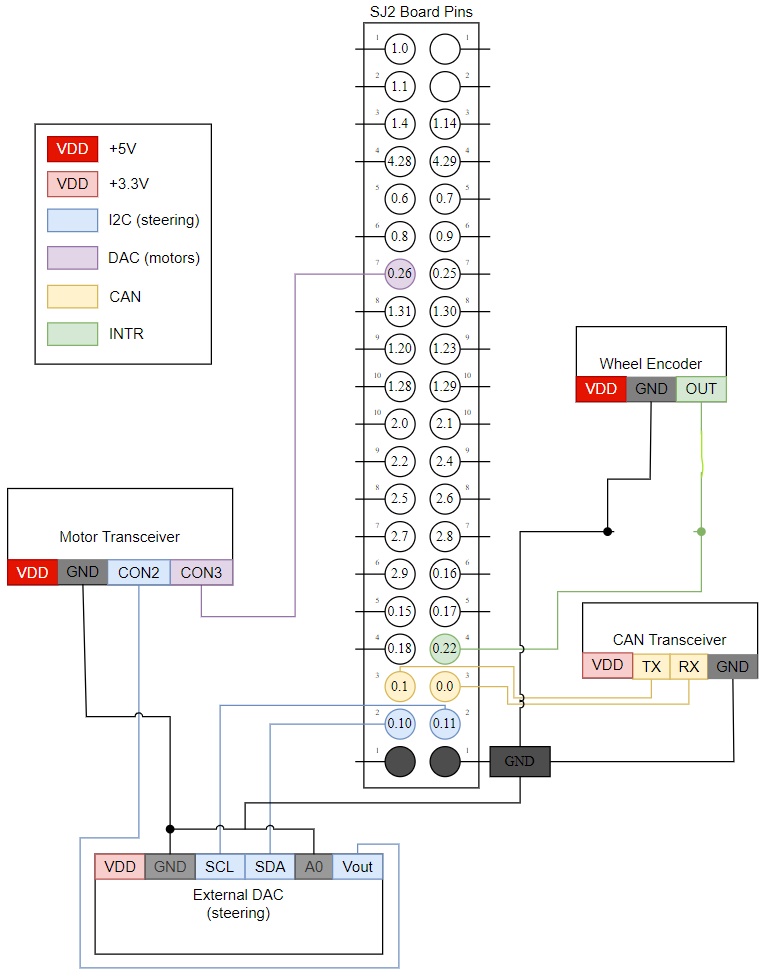 SJ2 Board Pins
1 1.0 1
2 1.1 2
3 1.4 1.14 3
4 4.28 4.29 4
5 0.6 0.7 5
6 0.8 0.9 6
7 0.26 0.25 7
8 1.31 1.30 8
9 1.20 1.23 9
10 1.28 1.29 10
10 2.0 2.1 10
9 2.2 2.4 9
8 2.5 2.6 8
7 2.7 2.8 7
6 2.9 0.16 6
5 0.15 0.17 5
4 0.18 0.22 4
3 0.1 0.0 3
2 0.10 0.11 2
1 1 GND
VDD +5V
VDD +3.3V
I2C (steering)
DAC (motors)
CAN
INTR
Wheel Encoder
VDD GND OUT
Motor Transceiver
VDD GND CON2 CON3
CAN Transceiver
VDD TX RX GND
VDD GND SCL SDA A0 Vout
External DAC
(steering)